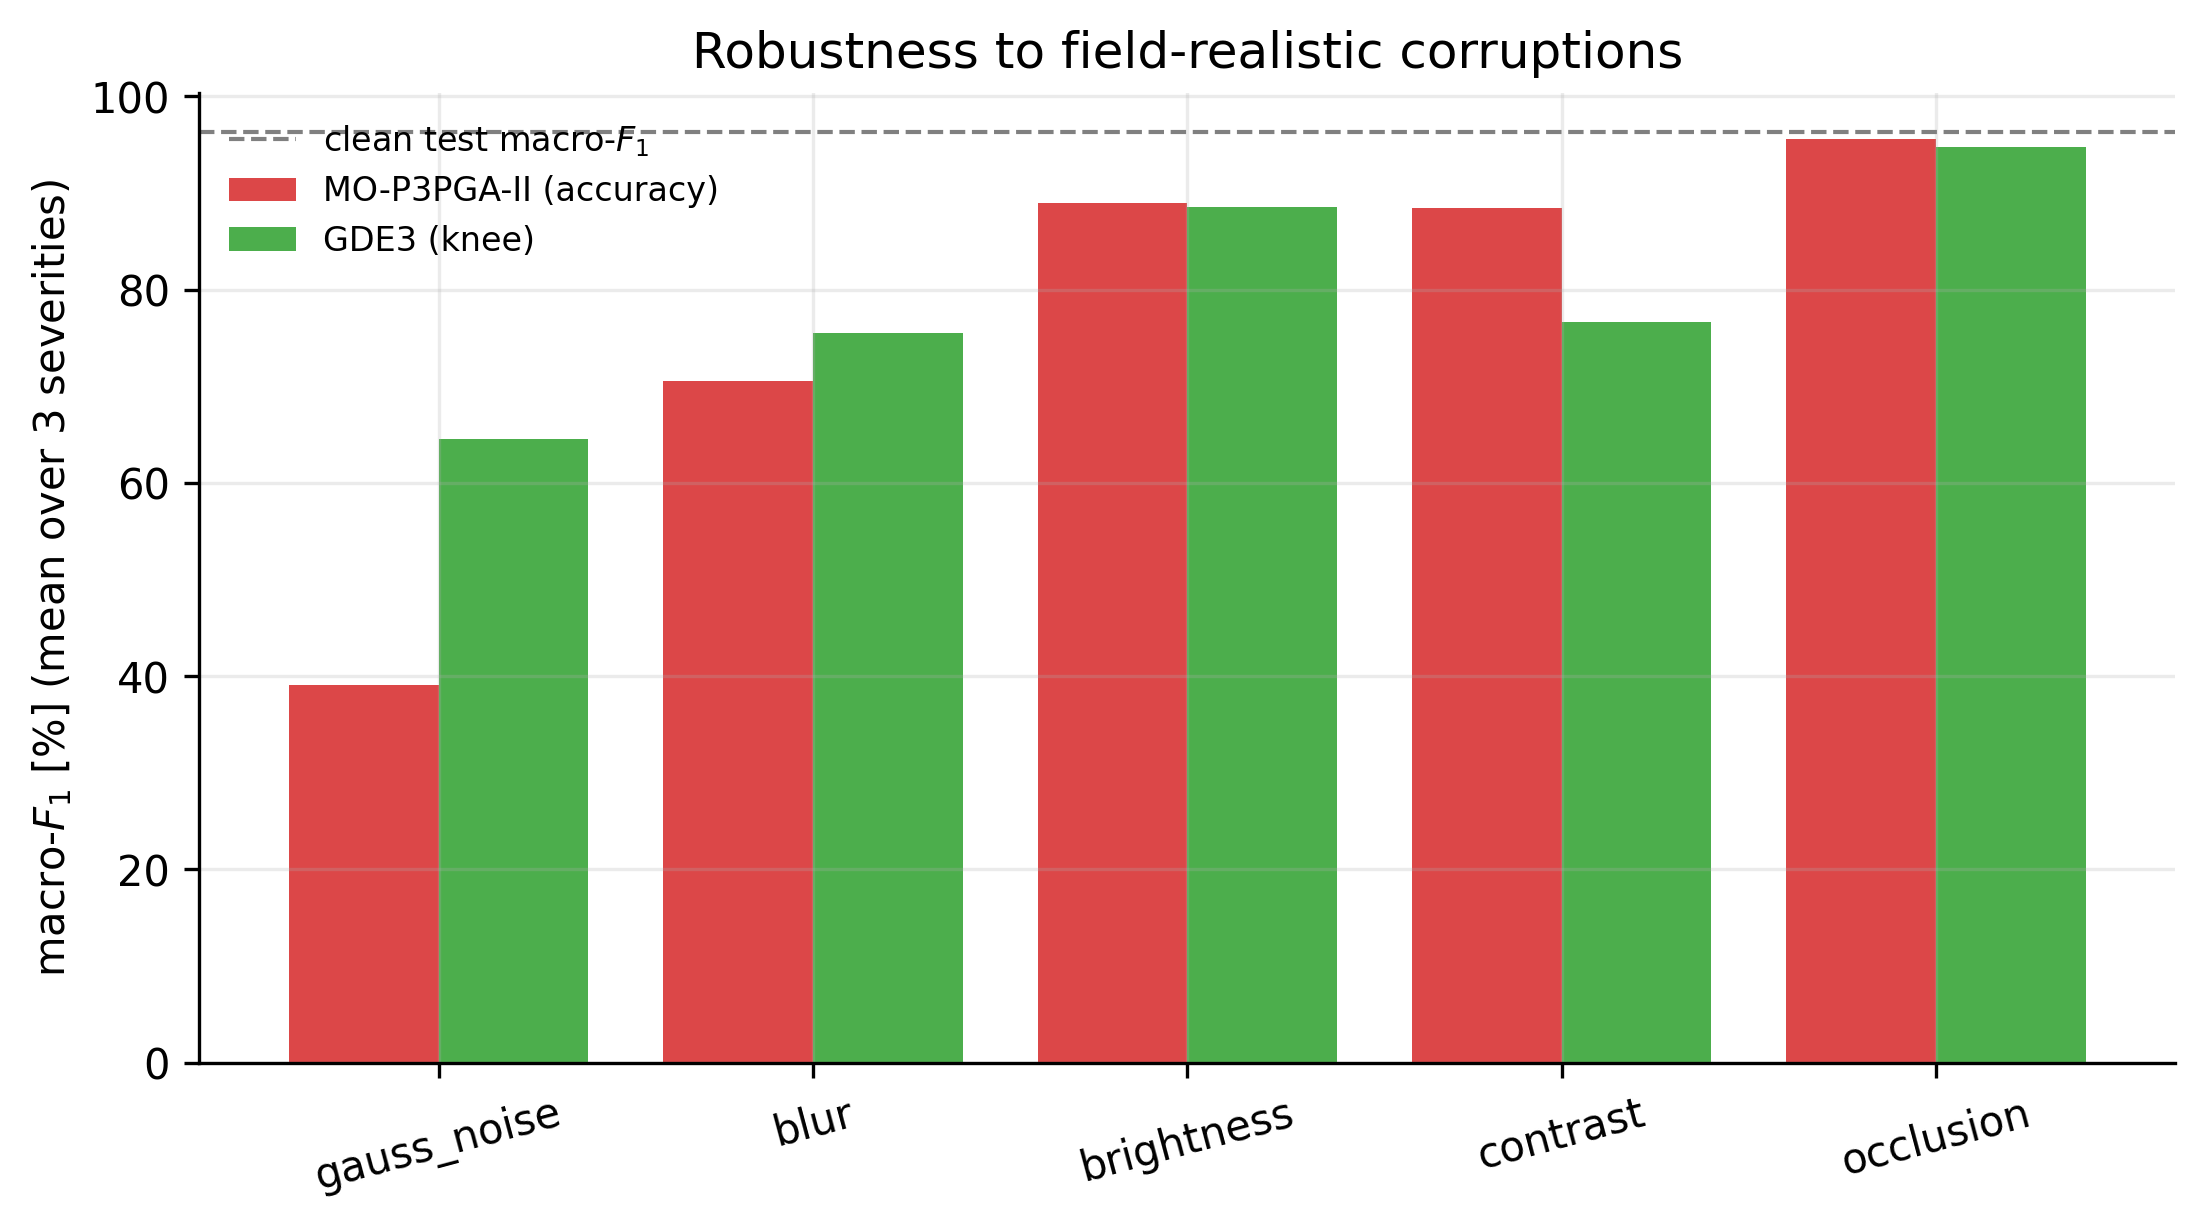 Robustness to field-realistic corruptions
macro-F₁ [%] (mean over 3 severities)
100
80
60
40
20
0
clean test macro-F₁
MO-P3PGA-II (accuracy)
GDE3 (knee)
gauss_noise
blur
brightness
contrast
occlusion